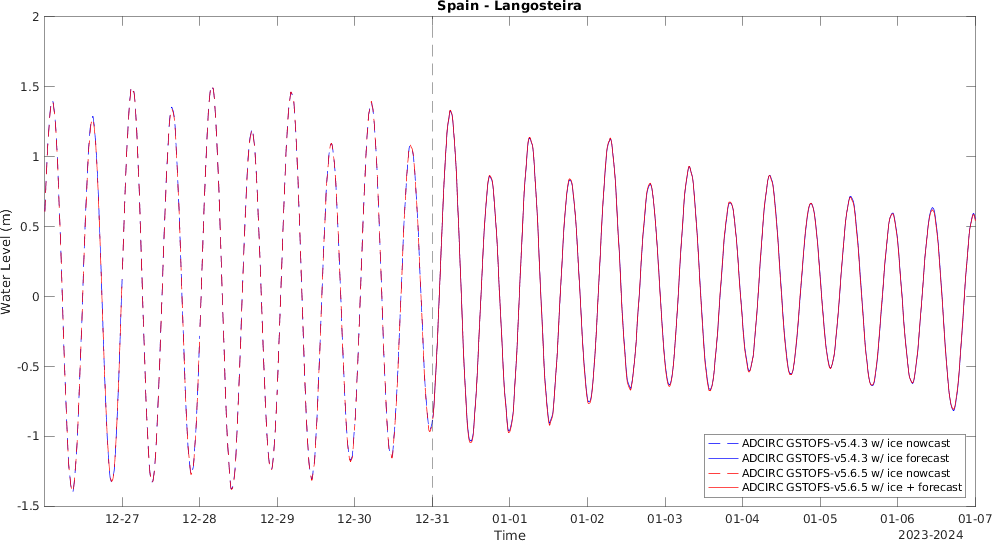 Spain - Langosteira
2
1.5
1
0.5
0
-0.5
-1
-1.5
Water Level (m)
12-27 12-28 12-29 12-30 12-31 01-01 01-02 01-03 01-04 01-05 01-06 01-07
Time
2023-2024
ADCIRC GSTOFS-v5.4.3 w/ ice nowcast
ADCIRC GSTOFS-v5.4.3 w/ ice forecast
ADCIRC GSTOFS-v5.6.5 w/ ice nowcast
ADCIRC GSTOFS-v5.6.5 w/ ice + forecast